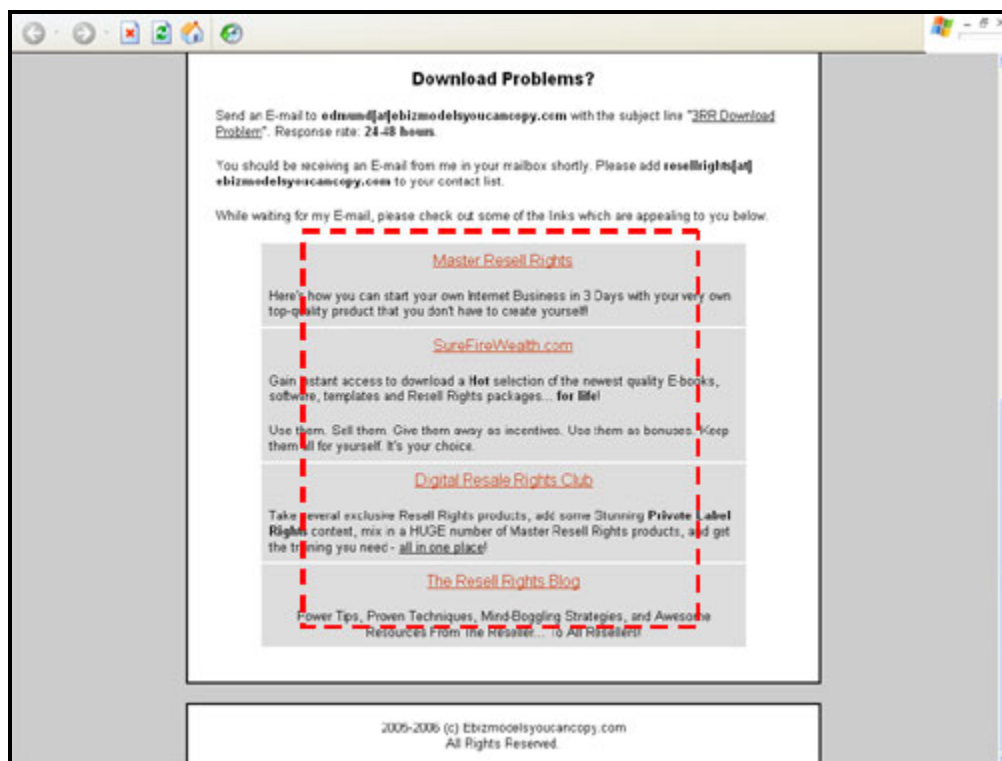 Download Problems?
Send an E-mail to edmund[at]ebizmodelsyoucancopy.com with the subject line "3RR Download
Problem". Response rate: 24-48 hours.
You should be receiving an E-mail from me in your mailbox shortly. Please add resellrights[at]
ebizmodelsyoucancopy.com to your contact list.
While waiting for my E-mail, please check out some of the links which are appealing to you below.
Master Resell Rights
Here's how you can start your own Internet Business in 3 Days with your very own
top-quality product that you don't have to create yourself!
SureFireWealth.com
Gain instant access to download a Hot selection of the newest quality E-books,
software, templates and Resell Rights packages... for life!
Use them. Sell them. Give them away as incentives. Use them as bonuses. Keep
them all for yourself. It's your choice.
Digital Resale Rights Club
Take several exclusive Resell Rights products, add some Stunning Private Label
Rights content, mix in a HUGE number of Master Resell Rights products, and get
the training you need - all in one place!
The Resell Rights Blog
Power Tips, Proven Techniques, Mind-Boggling Strategies, and Awesome
Resources From The Reseller... To All Resellers!
2005-2006 (c) Ebizmodelsyoucancopy.com
All Rights Reserved.